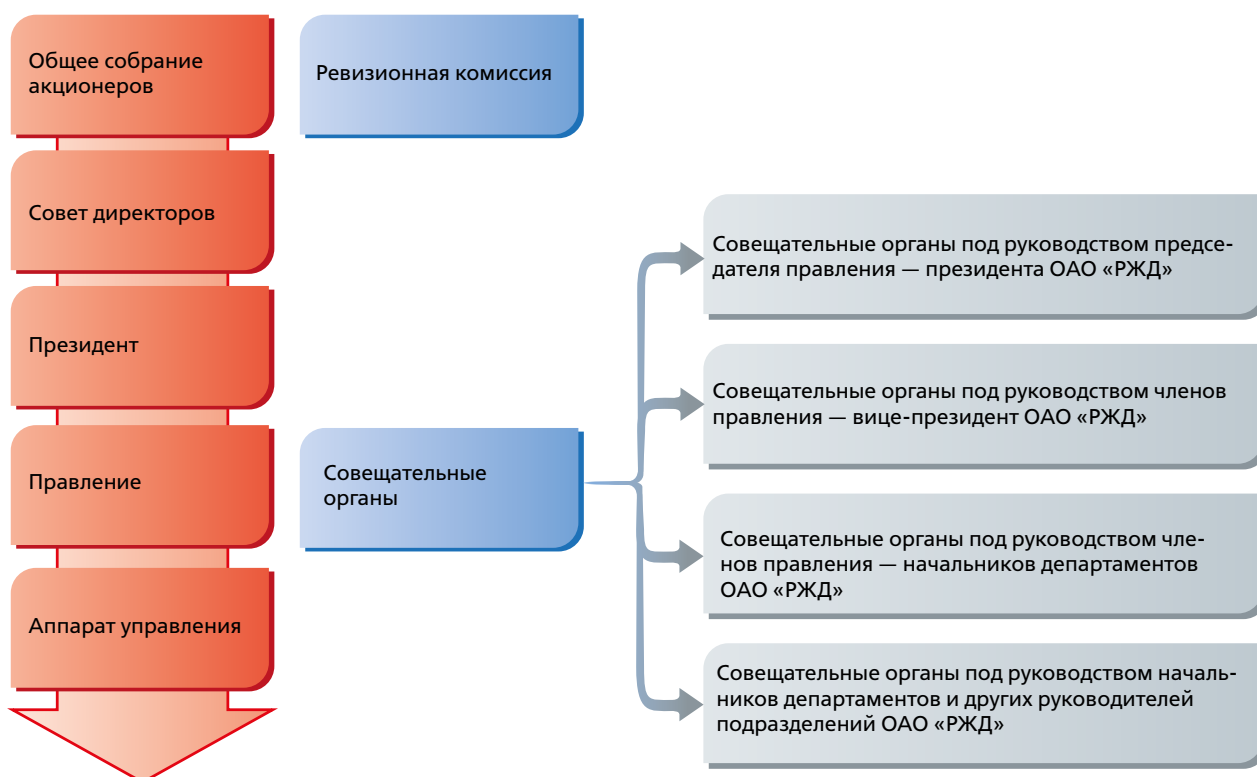 Общее собрание
акционеров
Ревизионная комиссия
Совет директоров
Президент
Правление
Аппарат управления
Совещательные
органы
Совещательные органы под руководством предсе-
дателя правления — президента ОАО «РЖД»
Совещательные органы под руководством членов
правления — вице-президент ОАО «РЖД»
Совещательные органы под руководством чле-
нов правления — начальников департаментов
ОАО «РЖД»
Совещательные органы под руководством началь-
ников департаментов и других руководителей
подразделений ОАО «РЖД»